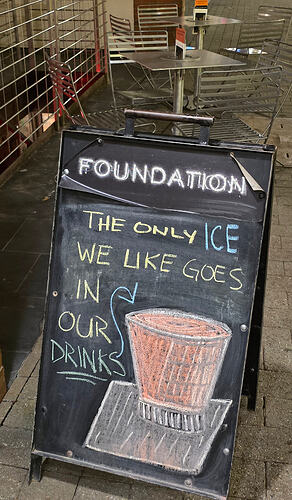 FOUNDATION
THE ONLY ICE
WE LIKE GOES
IN
OUR
DRINKS